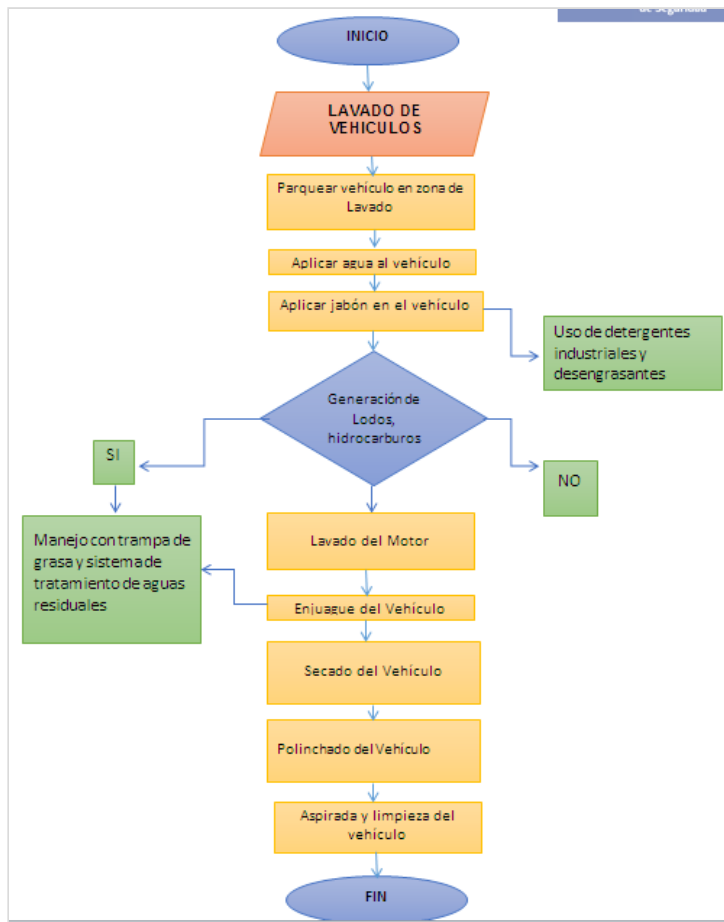 de seguridad
INICIO
LAVADO DE
VEHICULOS
Parquear vehículo en zona de
Lavado
Aplicar agua al vehículo
Aplicar jabón en el vehículo
Uso de detergentes
industriales y
desengrasantes
Generación de
Lodos,
hidrocarburos
SI
NO
Manejo con trampa de
grasa y sistema de
tratamiento de aguas
residuales
Lavado del Motor
Enjuague del Vehículo
Secado del Vehículo
Polinchado del Vehículo
Aspirada y limpieza del
vehículo
FIN